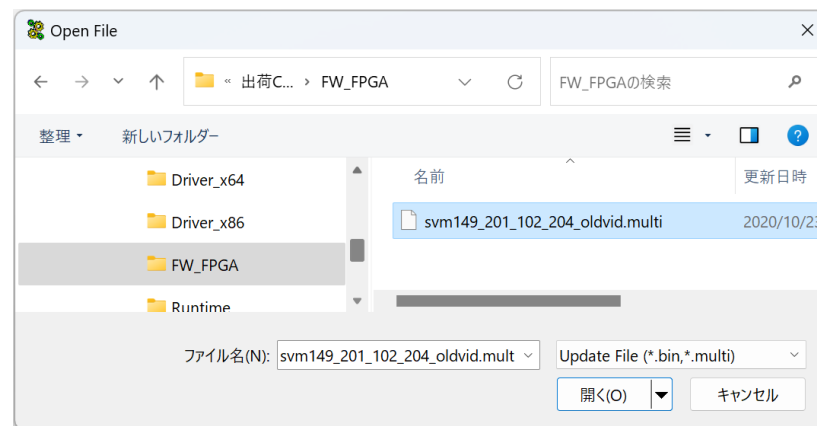 Open File
« 出荷C... › FW_FPGA
FW_FPGAの検索
整理
新しいフォルダー
名前
更新日時
Driver_x64
Driver_x86
FW_FPGA
Runtime
svm149_201_102_204_oldvid.multi
2020/10/23
ファイル名(N):
svm149_201_102_204_oldvid.mult
Update File (*.bin,*.multi)
開く(O)
キャンセル